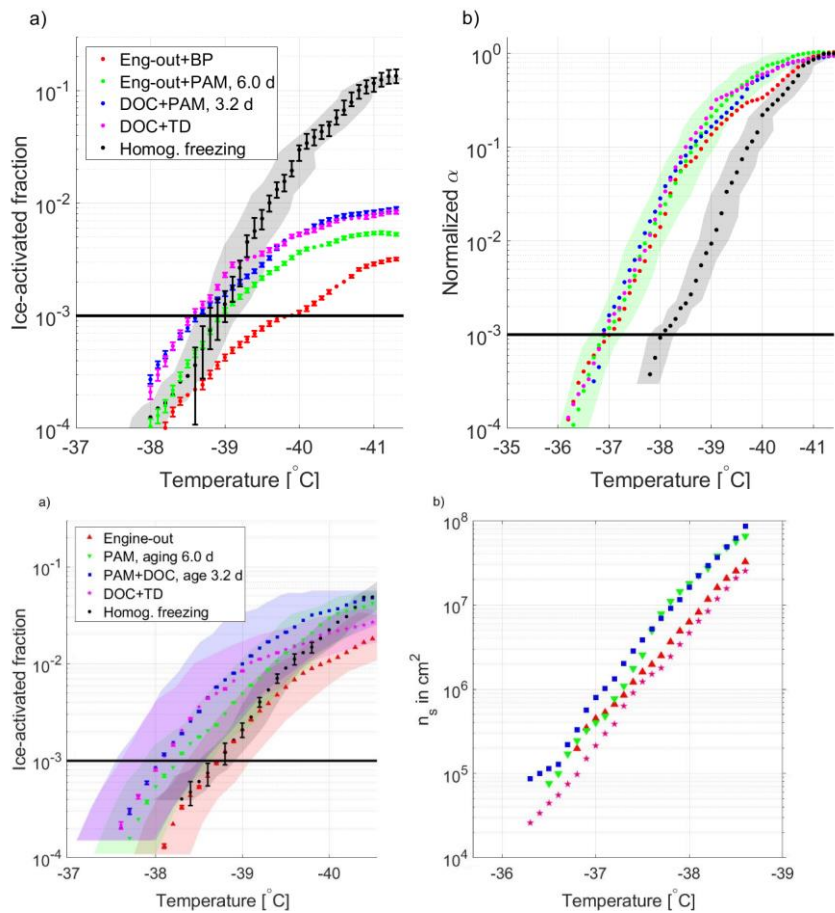 a)
Ice-activated fraction
10^-1
10^-2
10^-3
10^-4
Eng-out+BP
Eng-out+PAM, 6.0 d
DOC+PAM, 3.2 d
DOC+TD
Homog. freezing
-37 -38 -39 -40 -41
Temperature [°C]
b)
Normalized α
10^0
10^-1
10^-2
10^-3
10^-4
-35 -36 -37 -38 -39 -40 -41
Temperature [°C]
a)
Ice-activated fraction
10^-1
10^-2
10^-3
10^-4
Engine-out
PAM, aging 6.0 d
PAM+DOC, age 3.2 d
DOC+TD
Homog. freezing
-37 -38 -39 -40
Temperature [°C]
b)
n_s in cm^2
10^8
10^7
10^6
10^5
10^4
-36 -37 -38 -39
Temperature [°C]